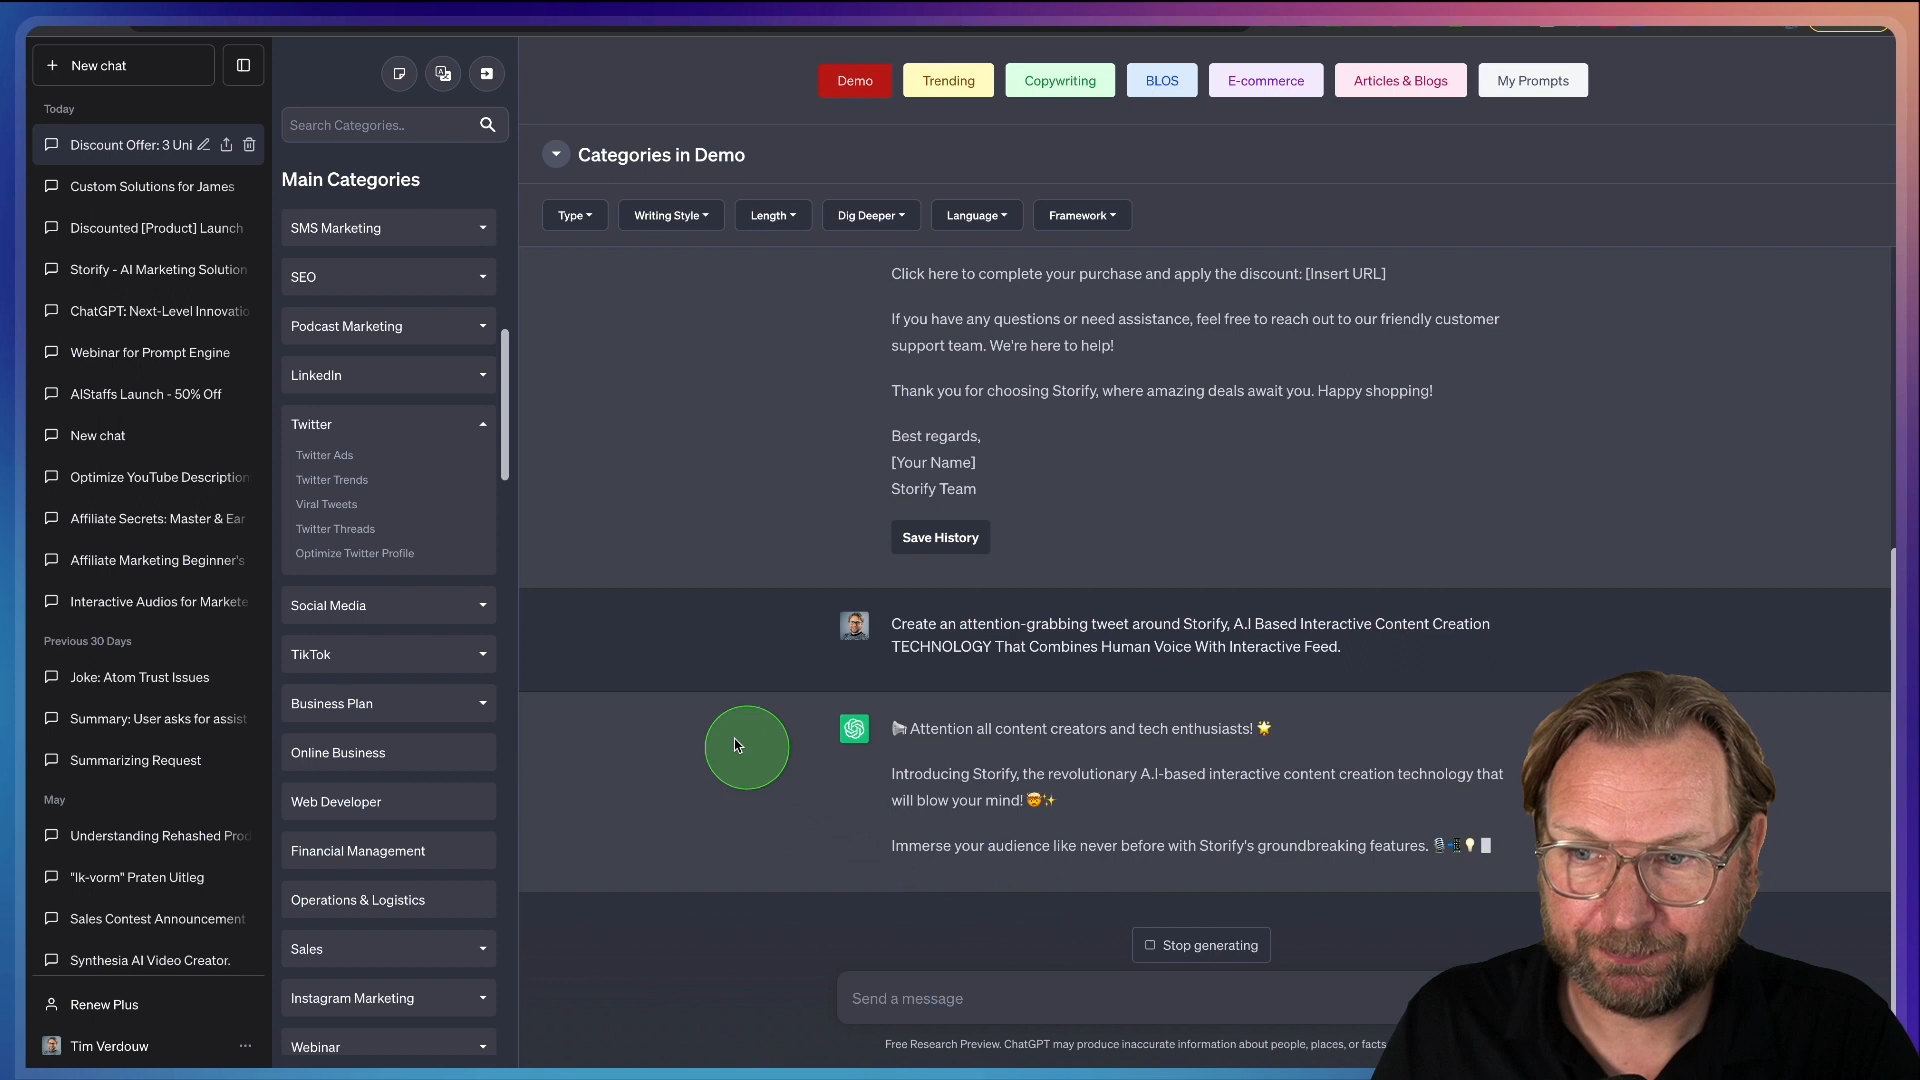 New chat
Today
Discount Offer: 3 Uni
Custom Solutions for James
Discounted [Product] Launch
Storify - AI Marketing Solution
ChatGPT: Next-Level Innovatio
Webinar for Prompt Engine
AIStaffs Launch - 50% Off
New chat
Optimize YouTube Description
Affiliate Secrets: Master & Ear
Affiliate Marketing Beginner's
Interactive Audios for Markete
Previous 30 Days
Joke: Atom Trust Issues
Summary: User asks for assist
Summarizing Request
May
Understanding Rehashed Proc
"Ik-vorm" Praten Uitleg
Sales Contest Announcement
Synthesia AI Video Creator.
Renew Plus
Tim Verdouw
Search Categories..
Main Categories
SMS Marketing
SEO
Podcast Marketing
LinkedIn
Twitter
Twitter Ads
Twitter Trends
Viral Tweets
Twitter Threads
Optimize Twitter Profile
Social Media
TikTok
Business Plan
Online Business
Web Developer
Financial Management
Operations & Logistics
Sales
Instagram Marketing
Webinar
Demo Trending Copywriting BLOS E-commerce Articles & Blogs My Prompts
Categories in Demo
Type Writing Style Length Dig Deeper Language Framework
Click here to complete your purchase and apply the discount: [Insert URL]
If you have any questions or need assistance, feel free to reach out to our friendly customer
support team. We're here to help!
Thank you for choosing Storify, where amazing deals await you. Happy shopping!
Best regards,
[Your Name]
Storify Team
Save History
Create an attention-grabbing tweet around Storify, A.I Based Interactive Content Creation
TECHNOLOGY That Combines Human Voice With Interactive Feed.
📢 Attention all content creators and tech enthusiasts! 🌟
Introducing Storify, the revolutionary A.I-based interactive content creation technology that
will blow your mind! 🤯✨
Immerse your audience like never before with Storify's groundbreaking features. 🎙️📲💡
Stop generating
Send a message
Free Research Preview. ChatGPT may produce inaccurate information about people, places, or facts